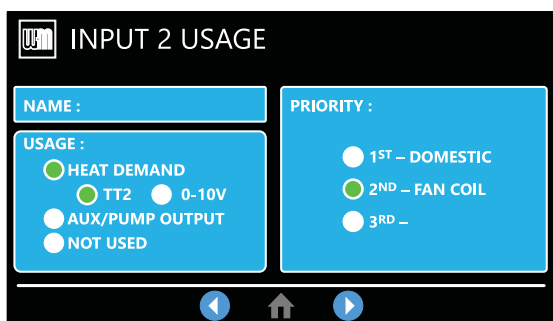 WM INPUT 2 USAGE
NAME :
USAGE :
HEAT DEMAND
TT2 0-10V
AUX/PUMP OUTPUT
NOT USED
PRIORITY :
1ST – DOMESTIC
2ND – FAN COIL
3RD –